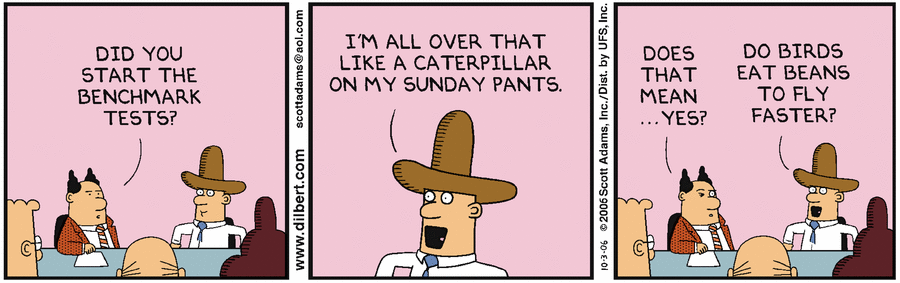 DID YOU
START THE
BENCHMARK
TESTS?
www.dilbert.com scottadams@aol.com
I'M ALL OVER THAT
LIKE A CATERPILLAR
ON MY SUNDAY PANTS.
10-3-06 ©2006 Scott Adams, Inc./Dist. by UFS, Inc.
DOES
THAT
MEAN
...YES?
DO BIRDS
EAT BEANS
TO FLY
FASTER?